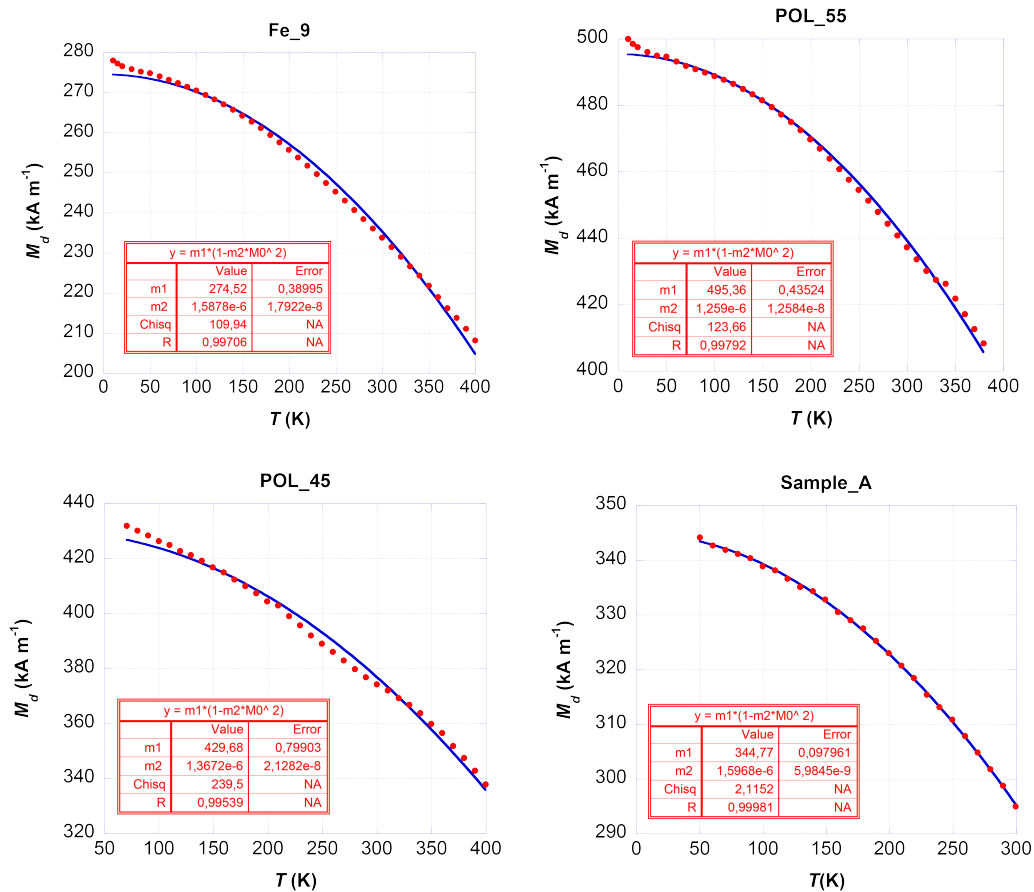 Fe_9
280
270
260
250
240
230
220
210
200
M_d (kA m⁻¹)
y = m1*(1-m2*M0^ 2)
Value Error
m1 274,52 0,38995
m2 1,5878e-6 1,7922e-8
Chisq 109,94 NA
R 0,99706 NA
0 50 100 150 200 250 300 350 400
T (K)
POL_55
500
480
460
440
420
400
M_d (kA m⁻¹)
y = m1*(1-m2*M0^ 2)
Value Error
m1 495,36 0,43524
m2 1,259e-6 1,2584e-8
Chisq 123,66 NA
R 0,99792 NA
0 50 100 150 200 250 300 350 400
T (K)
POL_45
440
420
400
380
360
340
320
M_d (kA m⁻¹)
y = m1*(1-m2*M0^ 2)
Value Error
m1 429,68 0,79903
m2 1,3672e-6 2,1282e-8
Chisq 239,5 NA
R 0,99539 NA
50 100 150 200 250 300 350 400
T (K)
Sample_A
350
340
330
320
310
300
290
M_d (kA m⁻¹)
y = m1*(1-m2*M0^ 2)
Value Error
m1 344,77 0,097961
m2 1,5968e-6 5,9845e-9
Chisq 2,1152 NA
R 0,99981 NA
0 50 100 150 200 250 300
T(K)